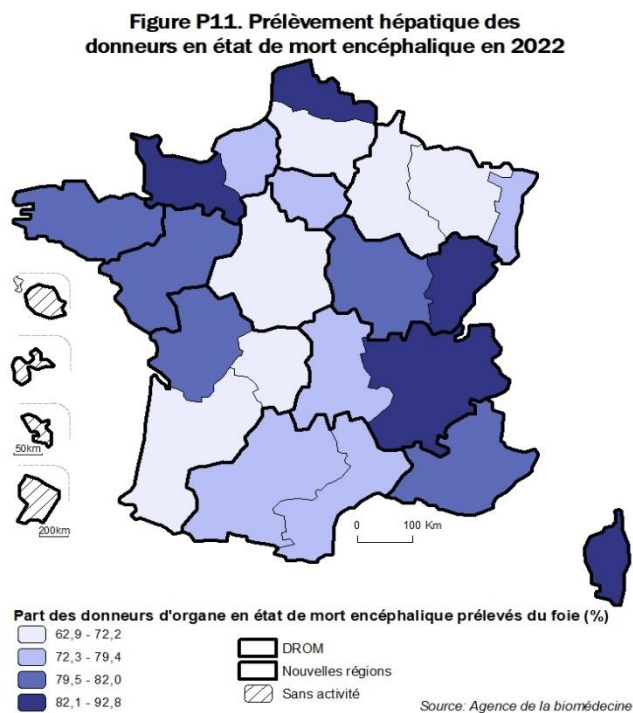 Figure P11. Prélèvement hépatique des
donneurs en état de mort encéphalique en 2022
50km
200km
0 100 Km
Part des donneurs d'organe en état de mort encéphalique prélevés du foie (%)
62,9 - 72,2
72,3 - 79,4
79,5 - 82,0
82,1 - 92,8
DROM
Nouvelles régions
Sans activité
Source: Agence de la biomédecine